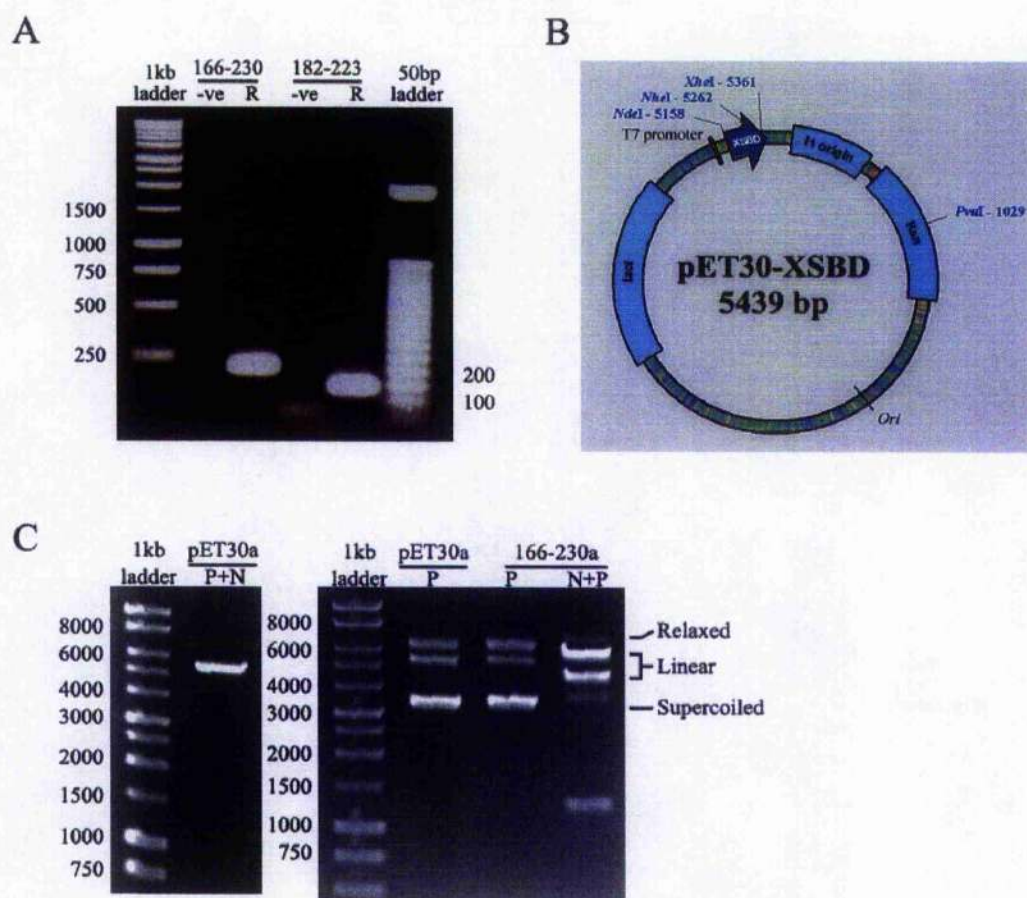 A
1kb ladder
166-230
-ve R
182-223
-ve R
50bp ladder
1500
1000
750
500
250
200
100
B
XhoI - 5361
NheI - 5262
NdeI - 5158
T7 promoter
XSBD
f1 origin
Kan
PvuI - 1029
lacI
pET30-XSBD
5439 bp
Ori
C
1kb ladder
pET30a
P+N
8000
6000
4000
3000
2000
1500
1000
750
1kb ladder
pET30a
P
166-230a
P N+P
8000
6000
4000
3000
2000
1500
1000
750
Relaxed
Linear
Supercoiled